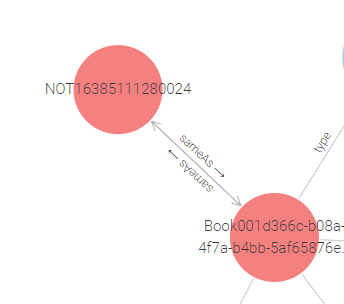 NOT16385111280024
sameAs →
← sameAs
type
Book001d366c-b08a-
4f7a-b4bb-5af65876e.